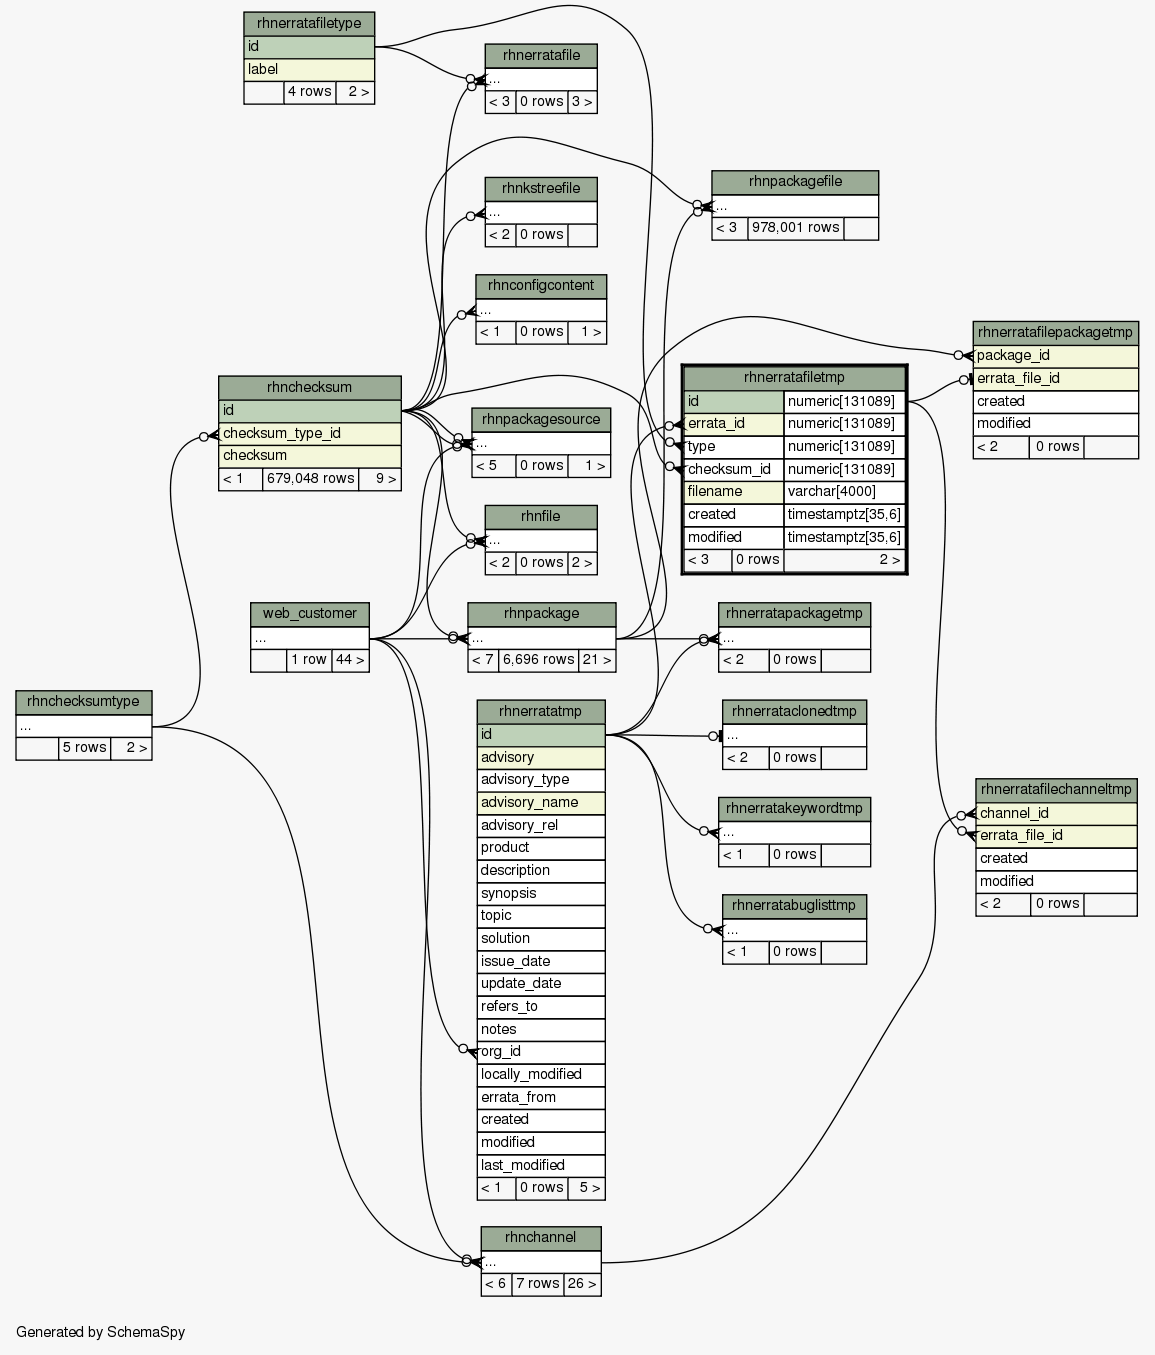 rhnerratafiletype
id
label
4 rows 2 >
rhnerratafile
...
< 3 0 rows 3 >
rhnkstreefile
...
< 2 0 rows
rhnpackagefile
...
< 3 978,001 rows
rhnconfigcontent
...
< 1 0 rows 1 >
rhnerratafilepackagetmp
package_id
errata_file_id
created
modified
< 2 0 rows
rhnerratafiletmp
id numeric[131089]
errata_id numeric[131089]
type numeric[131089]
checksum_id numeric[131089]
filename varchar[4000]
created timestamptz[35,6]
modified timestamptz[35,6]
< 3 0 rows 2 >
rhnchecksum
id
checksum_type_id
checksum
< 1 679,048 rows 9 >
rhnpackagesource
...
< 5 0 rows 1 >
rhnfile
...
< 2 0 rows 2 >
web_customer
...
1 row 44 >
rhnpackage
...
< 7 6,696 rows 21 >
rhnerratapackagetmp
...
< 2 0 rows
rhnchecksumtype
...
5 rows 2 >
rhnerratatmp
id
advisory
advisory_type
advisory_name
advisory_rel
product
description
synopsis
topic
solution
issue_date
update_date
refers_to
notes
org_id
locally_modified
errata_from
created
modified
last_modified
< 1 0 rows 5 >
rhnerrataclonedtmp
...
< 2 0 rows
rhnerratakeywordtmp
...
< 1 0 rows
rhnerratabuglisttmp
...
< 1 0 rows
rhnerratafilechanneltmp
channel_id
errata_file_id
created
modified
< 2 0 rows
rhnchannel
...
< 6 7 rows 26 >
Generated by SchemaSpy